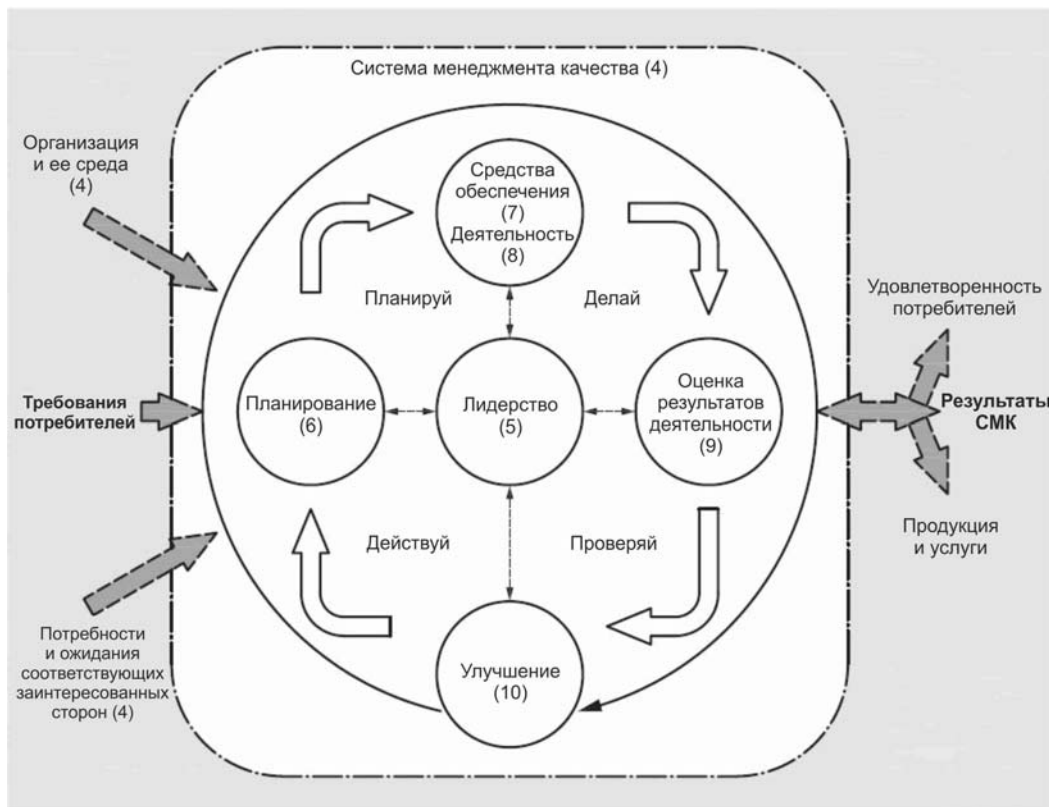 Система менеджмента качества (4)
Организация
и ее среда
(4)
Средства
обеспечения
(7)
Деятельность
(8)
Планируй
Делай
Удовлетворенность
потребителей
Требования
потребителей
Планирование
(6)
Лидерство
(5)
Оценка
результатов
деятельности
(9)
Результаты
СМК
Действуй
Проверяй
Продукция
и услуги
Потребности
и ожидания
соответствующих
заинтересованных
сторон (4)
Улучшение
(10)